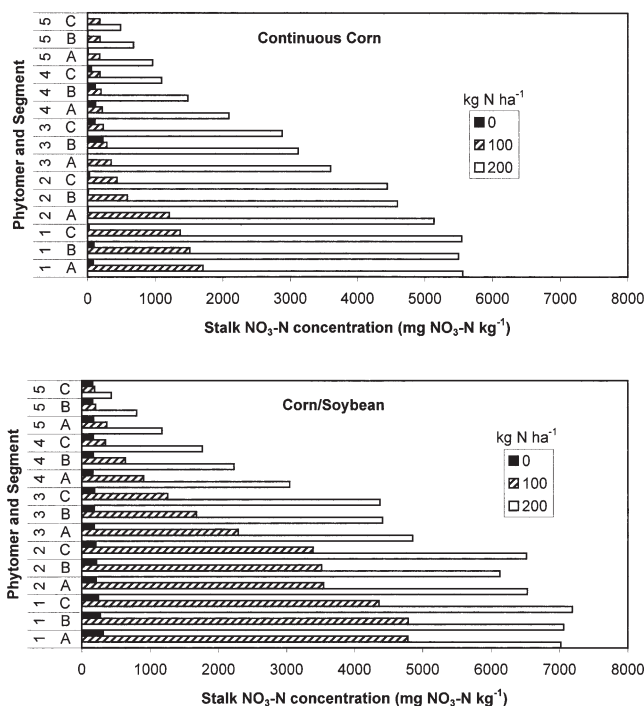 Continuous Corn
Phytomer and Segment
5 C
5 B
5 A
4 C
4 B
4 A
3 C
3 B
3 A
2 C
2 B
2 A
1 C
1 B
1 A
kg N ha⁻¹
0
100
200
0 1000 2000 3000 4000 5000 6000 7000 8000
Stalk NO₃-N concentration (mg NO₃-N kg⁻¹)
Corn/Soybean
Phytomer and Segment
5 C
5 B
5 A
4 C
4 B
4 A
3 C
3 B
3 A
2 C
2 B
2 A
1 C
1 B
1 A
kg N ha⁻¹
0
100
200
0 1000 2000 3000 4000 5000 6000 7000 8000
Stalk NO₃-N concentration (mg NO₃-N kg⁻¹)